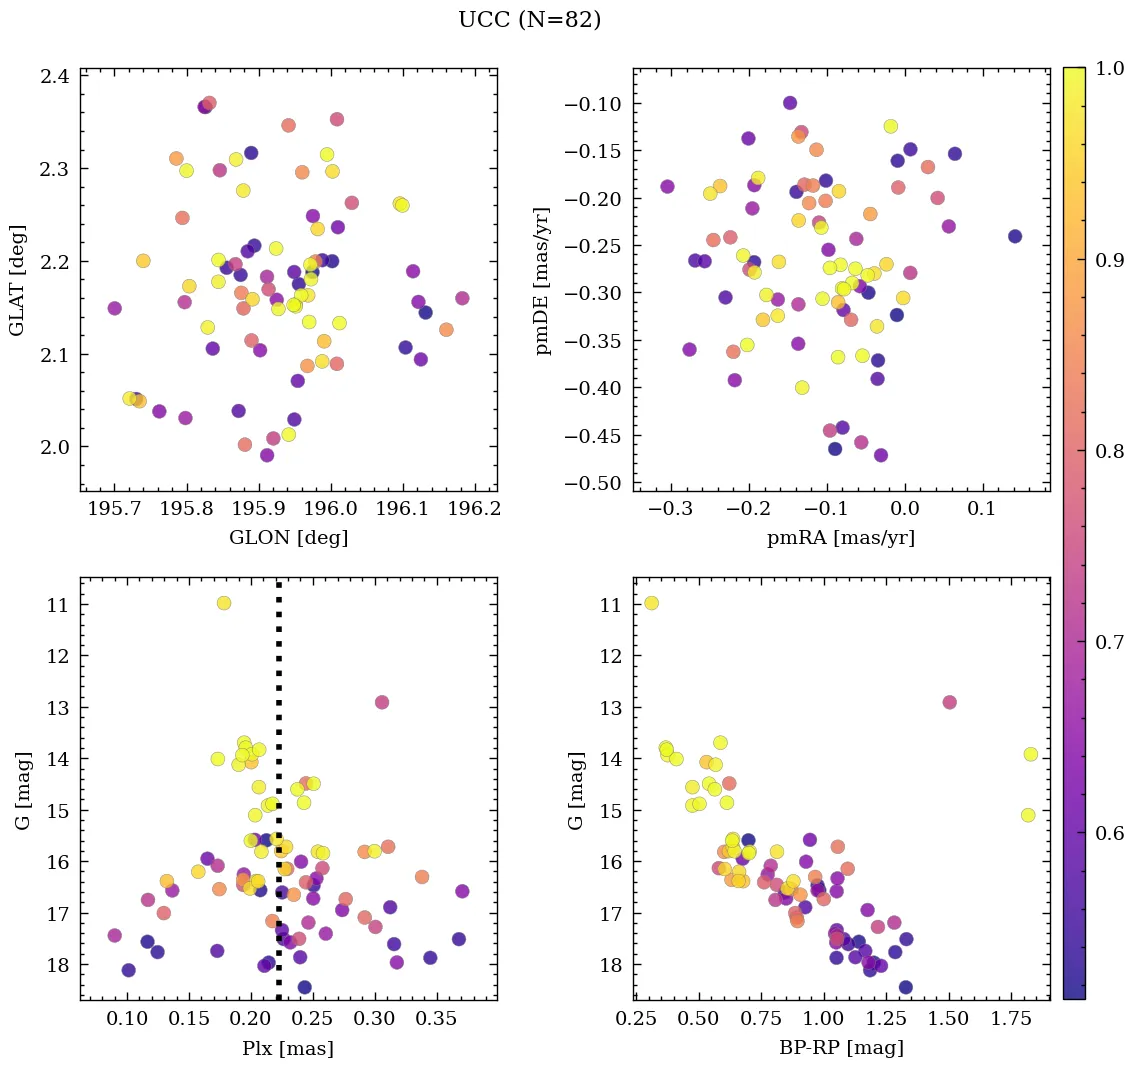 UCC (N=82)
2.4
2.3
2.2
2.1
2.0
GLAT [deg]
195.7 195.8 195.9 196.0 196.1 196.2
GLON [deg]
−0.10
−0.15
−0.20
−0.25
−0.30
−0.35
−0.40
−0.45
−0.50
pmDE [mas/yr]
−0.3 −0.2 −0.1 0.0 0.1
pmRA [mas/yr]
1.0
0.9
0.8
0.7
0.6
11
12
13
14
15
16
17
18
G [mag]
0.10 0.15 0.20 0.25 0.30 0.35
Plx [mas]
11
12
13
14
15
16
17
18
G [mag]
0.25 0.50 0.75 1.00 1.25 1.50 1.75
BP-RP [mag]